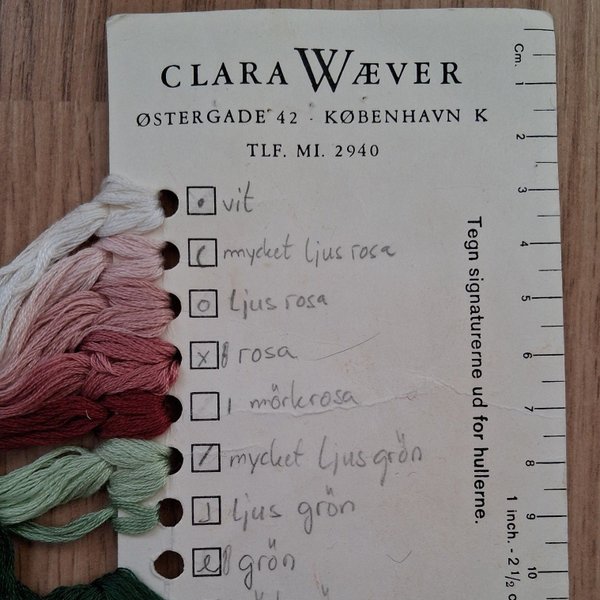 CLARA WÆVER
ØSTERGADE 42 · KØBENHAVN K
TLF. MI. 2940
vit
mycket ljus rosa
ljus rosa
rosa
mörkrosa
mycket ljus grön
ljus grön
grön
Tegn signaturerne ud for hullerne.
Cm. 1 2 3 4 5 6 7 8 9 10
1 inch. - 2 1/2 c